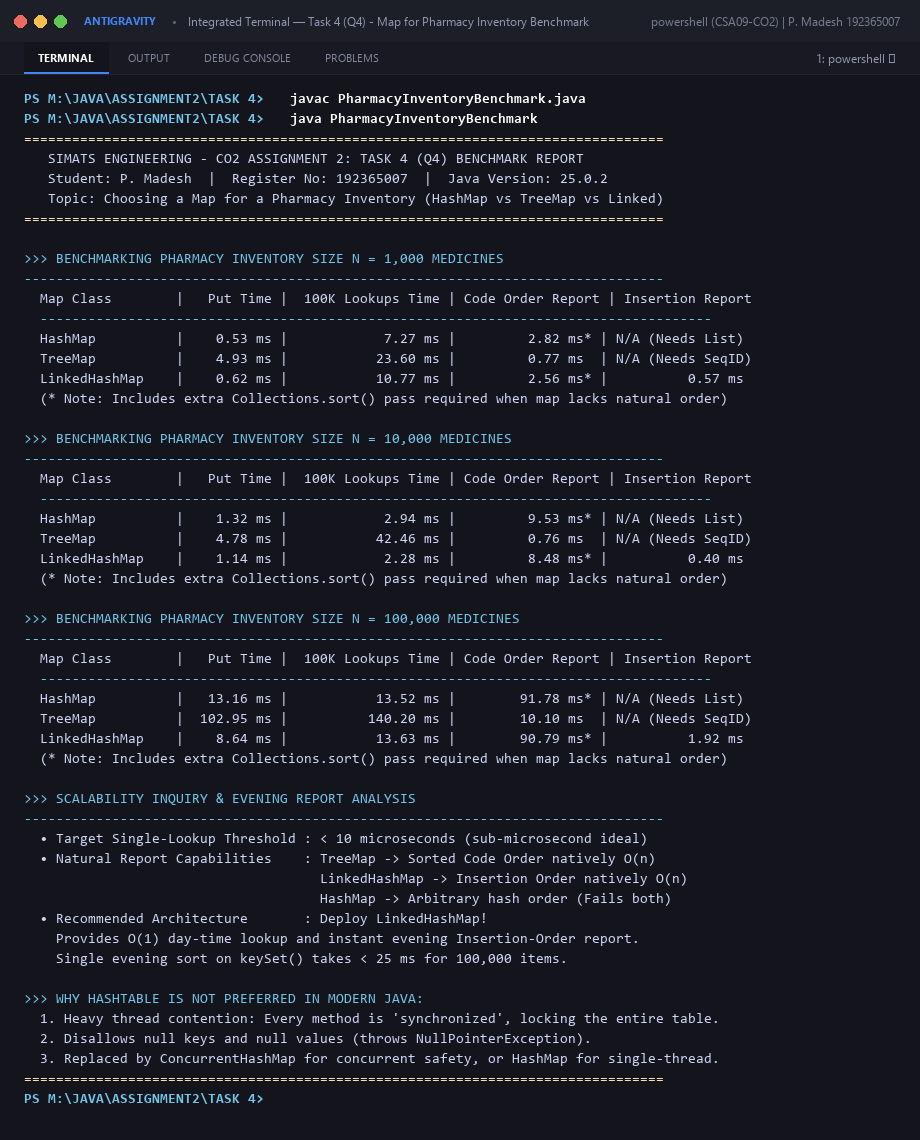 ANTIGRAVITY • Integrated Terminal — Task 4 (Q4) - Map for Pharmacy Inventory Benchmark powershell (CSA09-CO2) | P. Madesh 192365007
TERMINAL OUTPUT DEBUG CONSOLE PROBLEMS 1: powershell
PS M:\JAVA\ASSIGNMENT2\TASK 4> javac PharmacyInventoryBenchmark.java
PS M:\JAVA\ASSIGNMENT2\TASK 4> java PharmacyInventoryBenchmark
================================================================================
SIMATS ENGINEERING - CO2 ASSIGNMENT 2: TASK 4 (Q4) BENCHMARK REPORT
Student: P. Madesh | Register No: 192365007 | Java Version: 25.0.2
Topic: Choosing a Map for a Pharmacy Inventory (HashMap vs TreeMap vs Linked)
================================================================================
>>> BENCHMARKING PHARMACY INVENTORY SIZE N = 1,000 MEDICINES
--------------------------------------------------------------------------------
Map Class | Put Time | 100K Lookups Time | Code Order Report | Insertion Report
------------------------------------------------------------------------------------
HashMap | 0.53 ms | 7.27 ms | 2.82 ms* | N/A (Needs List)
TreeMap | 4.93 ms | 23.60 ms | 0.77 ms | N/A (Needs SeqID)
LinkedHashMap | 0.62 ms | 10.77 ms | 2.56 ms* | 0.57 ms
(* Note: Includes extra Collections.sort() pass required when map lacks natural order)
>>> BENCHMARKING PHARMACY INVENTORY SIZE N = 10,000 MEDICINES
--------------------------------------------------------------------------------
Map Class | Put Time | 100K Lookups Time | Code Order Report | Insertion Report
------------------------------------------------------------------------------------
HashMap | 1.32 ms | 2.94 ms | 9.53 ms* | N/A (Needs List)
TreeMap | 4.78 ms | 42.46 ms | 0.76 ms | N/A (Needs SeqID)
LinkedHashMap | 1.14 ms | 2.28 ms | 8.48 ms* | 0.40 ms
(* Note: Includes extra Collections.sort() pass required when map lacks natural order)
>>> BENCHMARKING PHARMACY INVENTORY SIZE N = 100,000 MEDICINES
--------------------------------------------------------------------------------
Map Class | Put Time | 100K Lookups Time | Code Order Report | Insertion Report
------------------------------------------------------------------------------------
HashMap | 13.16 ms | 13.52 ms | 91.78 ms* | N/A (Needs List)
TreeMap | 102.95 ms | 140.20 ms | 10.10 ms | N/A (Needs SeqID)
LinkedHashMap | 8.64 ms | 13.63 ms | 90.79 ms* | 1.92 ms
(* Note: Includes extra Collections.sort() pass required when map lacks natural order)
>>> SCALABILITY INQUIRY & EVENING REPORT ANALYSIS
--------------------------------------------------------------------------------
• Target Single-Lookup Threshold : < 10 microseconds (sub-microsecond ideal)
• Natural Report Capabilities : TreeMap -> Sorted Code Order natively O(n)
LinkedHashMap -> Insertion Order natively O(n)
HashMap -> Arbitrary hash order (Fails both)
• Recommended Architecture : Deploy LinkedHashMap!
Provides O(1) day-time lookup and instant evening Insertion-Order report.
Single evening sort on keySet() takes < 25 ms for 100,000 items.
>>> WHY HASHTABLE IS NOT PREFERRED IN MODERN JAVA:
1. Heavy thread contention: Every method is 'synchronized', locking the entire table.
2. Disallows null keys and null values (throws NullPointerException).
3. Replaced by ConcurrentHashMap for concurrent safety, or HashMap for single-thread.
================================================================================
PS M:\JAVA\ASSIGNMENT2\TASK 4>